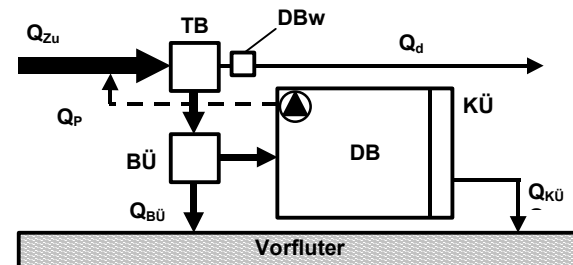 DBw
TB
QZu
Qd
QP
KÜ
BÜ
DB
QBÜ
QKÜ
Vorfluter